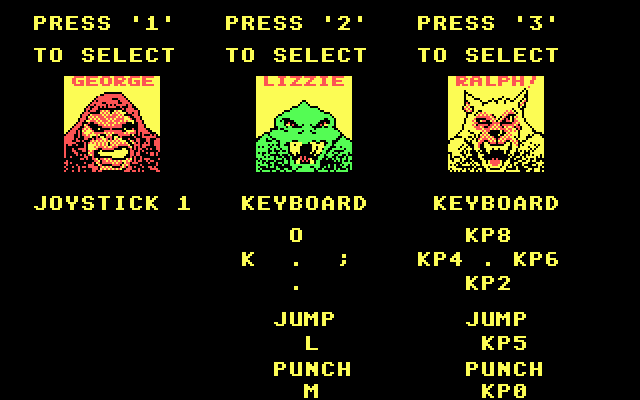 PRESS '1' PRESS '2' PRESS '3'
TO SELECT TO SELECT TO SELECT
GEORGE LIZZIE RALPH!
JOYSTICK 1 KEYBOARD KEYBOARD
O KP8
K . ; KP4 . KP6
. KP2
JUMP JUMP
L KP5
PUNCH PUNCH
M KP0